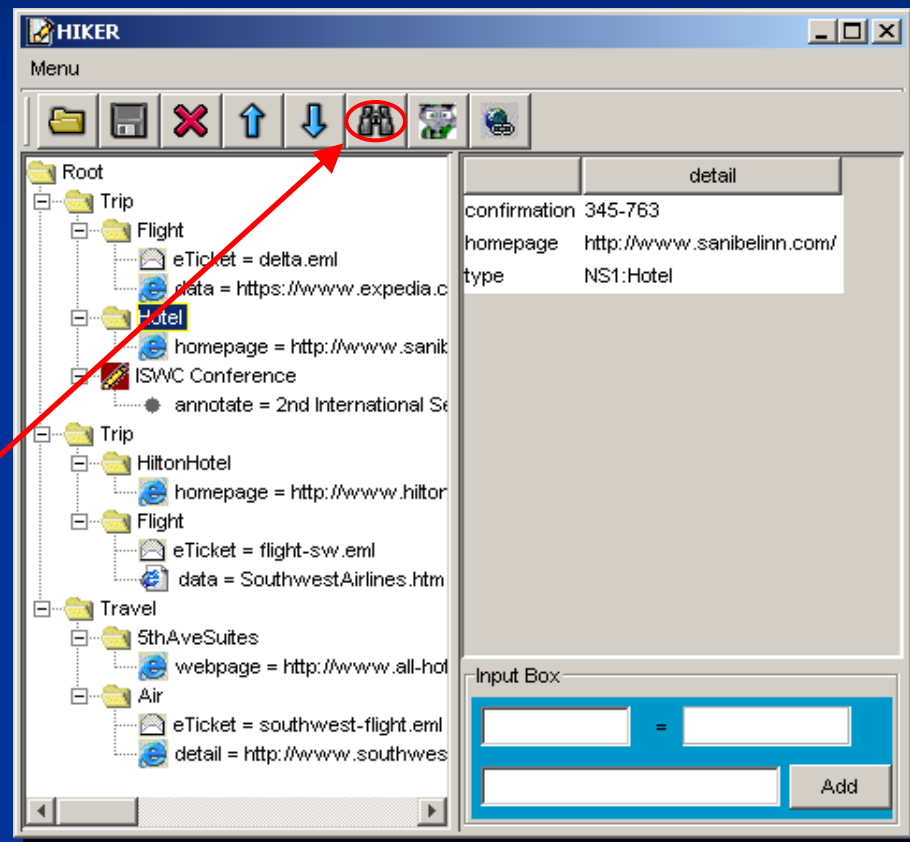 HIKER
Menu
Root
Trip
Flight
eTicket = delta.eml
data = https://www.expedia.c
Hotel
homepage = http://www.sanib
ISWC Conference
annotate = 2nd International Se
Trip
HiltonHotel
homepage = http://www.hilton
Flight
eTicket = flight-sw.eml
data = SouthwestAirlines.htm
Travel
5thAveSuites
webpage = http://www.all-hot
Air
eTicket = southwest-flight.eml
detail = http://www.southwes
detail
confirmation 345-763
homepage http://www.sanibelinn.com/
type NS1:Hotel
Input Box
=
Add